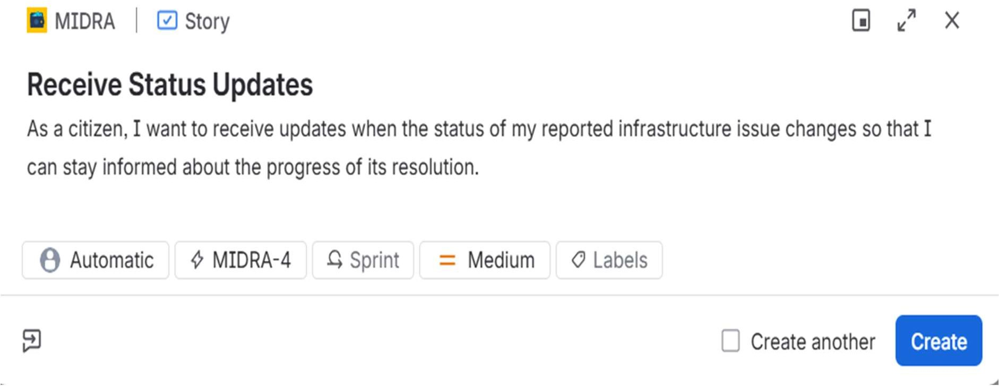 MIDRA | Story
Receive Status Updates
As a citizen, I want to receive updates when the status of my reported infrastructure issue changes so that I
can stay informed about the progress of its resolution.
Automatic MIDRA-4 Sprint Medium Labels
Create another Create